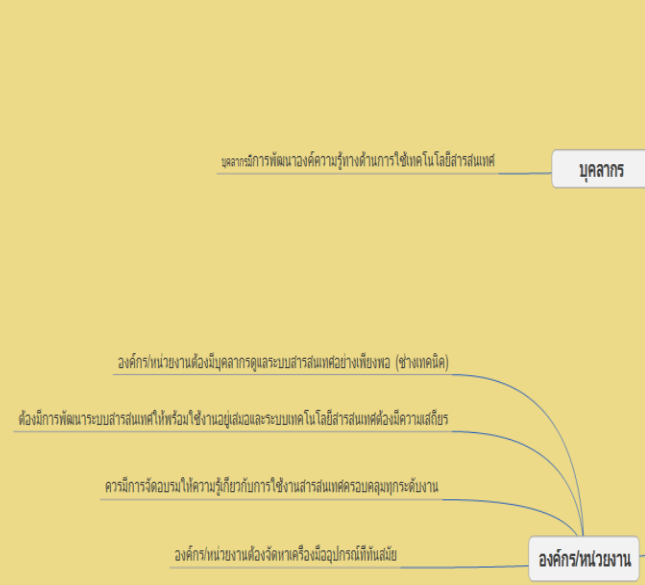 บุคลากรมีการพัฒนาองค์ความรู้ทางด้านการใช้เทคโนโลยีสารสนเทศ
บุคลากร
องค์กร/หน่วยงานต้องมีบุคลากรดูแลระบบสารสนเทศอย่างเพียงพอ (ช่างเทคนิค)
ต้องมีการพัฒนาระบบสารสนเทศให้พร้อมใช้งานอยู่เสมอและระบบเทคโนโลยีสารสนเทศต้องมีความเสถียร
ควรมีการจัดอบรมให้ความรู้เกี่ยวกับการใช้งานสารสนเทศครอบคลุมทุกระดับงาน
องค์กร/หน่วยงานต้องจัดหาเครื่องมืออุปกรณ์ที่ทันสมัย
องค์กร/หน่วยงาน